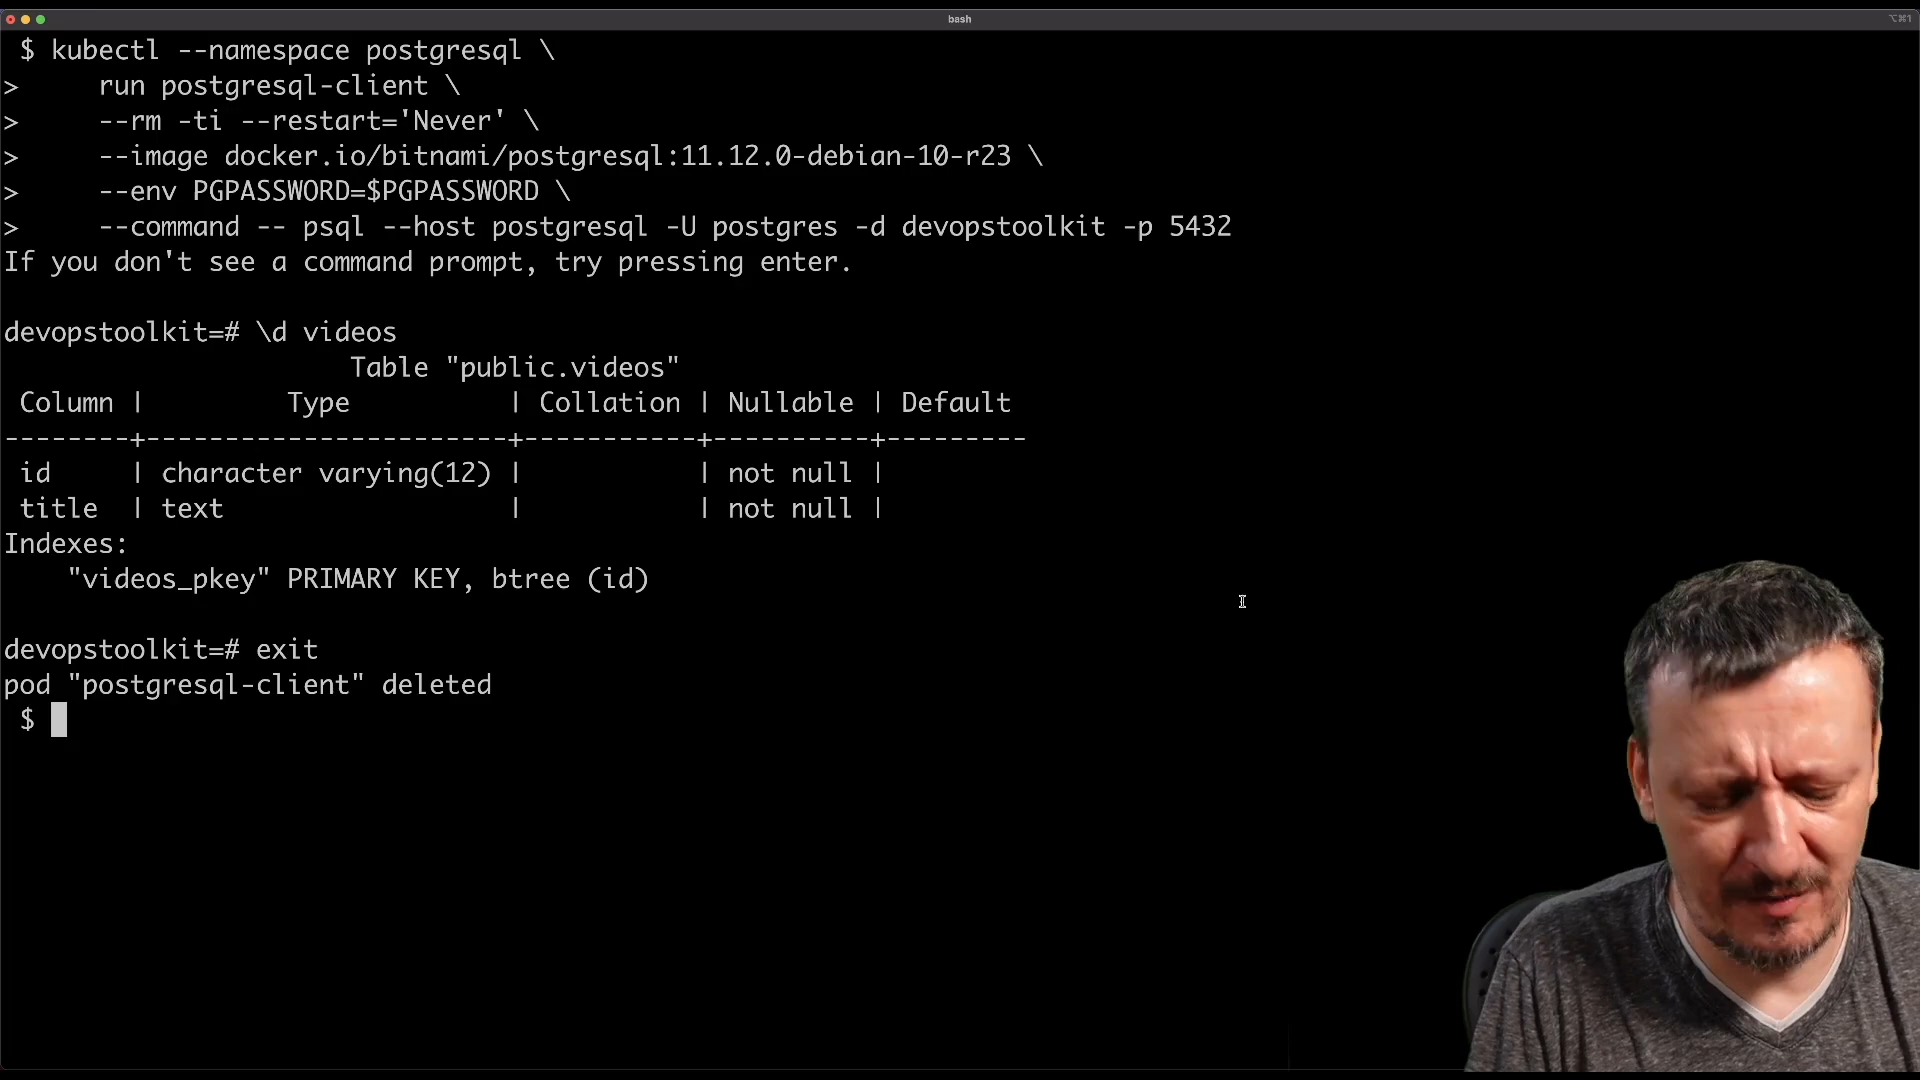 bash
⌥⌘1
$ kubectl --namespace postgresql \
>     run postgresql-client \
>     --rm -ti --restart='Never' \
>     --image docker.io/bitnami/postgresql:11.12.0-debian-10-r23 \
>     --env PGPASSWORD=$PGPASSWORD \
>     --command -- psql --host postgresql -U postgres -d devopstoolkit -p 5432
If you don't see a command prompt, try pressing enter.
devopstoolkit=# \d videos
                      Table "public.videos"
 Column |         Type          | Collation | Nullable | Default
--------+-----------------------+-----------+----------+---------
 id     | character varying(12) |           | not null |
 title  | text                  |           | not null |
Indexes:
    "videos_pkey" PRIMARY KEY, btree (id)
devopstoolkit=# exit
pod "postgresql-client" deleted
$